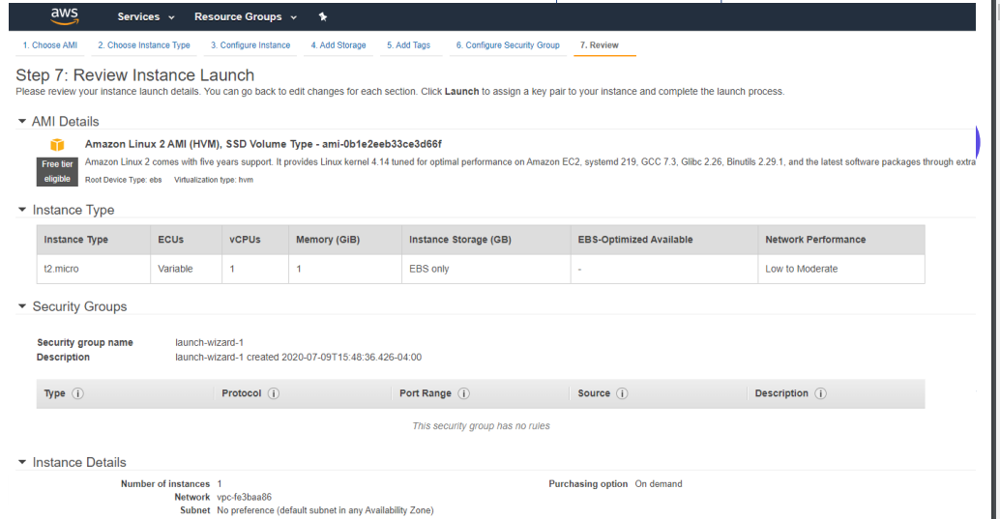 aws Services Resource Groups
1. Choose AMI 2. Choose Instance Type 3. Configure Instance 4. Add Storage 5. Add Tags 6. Configure Security Group 7. Review
Step 7: Review Instance Launch
Please review your instance launch details. You can go back to edit changes for each section. Click Launch to assign a key pair to your instance and complete the launch process.
AMI Details
Amazon Linux 2 AMI (HVM), SSD Volume Type - ami-0b1e2eeb33ce3d66f
Free tier eligible
Amazon Linux 2 comes with five years support. It provides Linux kernel 4.14 tuned for optimal performance on Amazon EC2, systemd 219, GCC 7.3, Glibc 2.26, Binutils 2.29.1, and the latest software packages through extra
Root Device Type: ebs Virtualization type: hvm
Instance Type
Instance Type ECUs vCPUs Memory (GiB) Instance Storage (GB) EBS-Optimized Available Network Performance
t2.micro Variable 1 1 EBS only - Low to Moderate
Security Groups
Security group name launch-wizard-1
Description launch-wizard-1 created 2020-07-09T15:48:36.426-04:00
Type Protocol Port Range Source Description
This security group has no rules
Instance Details
Number of instances 1 Purchasing option On demand
Network vpc-fe3baa86
Subnet No preference (default subnet in any Availability Zone)